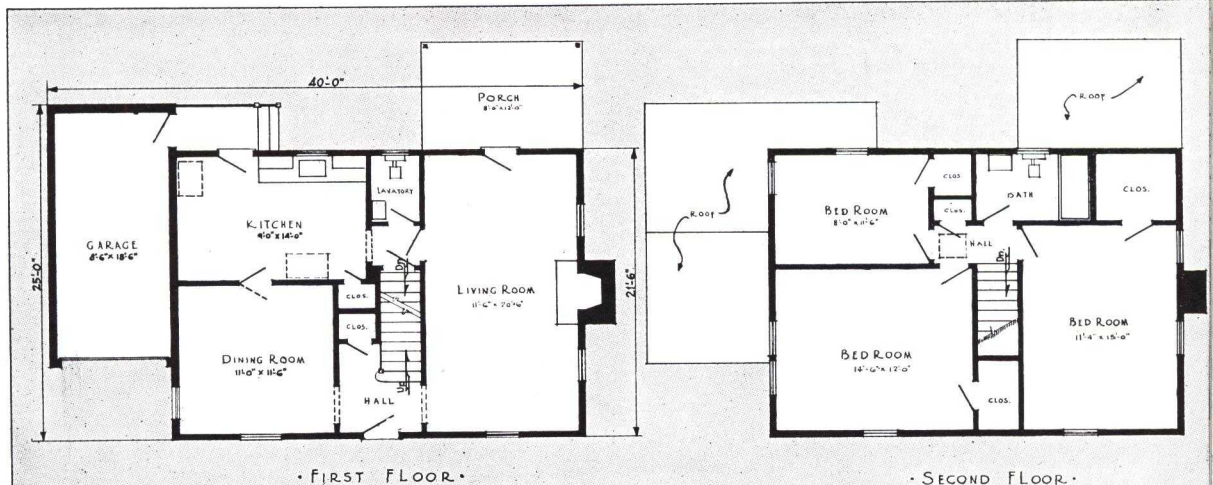 40'-0"
PORCH
8'-0" x 12'-0"
25'-0"
GARAGE
8'-6" x 18'-6"
KITCHEN
9'-0" x 14'-0"
LAVATORY
Dn
CLOS.
CLOS.
LIVING ROOM
11'-6" x 20'-6"
21'-6"
DINING ROOM
11'-0" x 11'-6"
HALL
Up
• FIRST FLOOR •
ROOF
ROOF
BED ROOM
8'-0" x 11'-6"
CLOS.
CLOS.
BATH
CLOS.
HALL
Dn
BED ROOM
14'-6" x 12'-0"
CLOS.
BED ROOM
11'-4" x 15'-0"
• SECOND FLOOR •